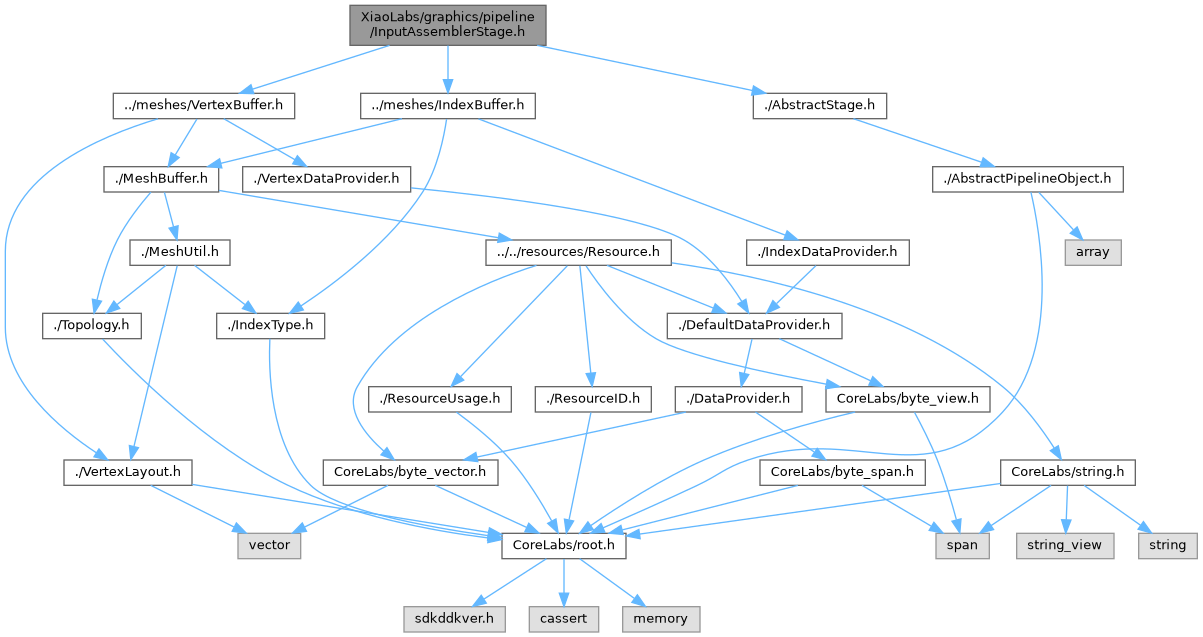 XiaoLabs/graphics/pipeline
/InputAssemblerStage.h
../meshes/VertexBuffer.h
../meshes/IndexBuffer.h
./AbstractStage.h
./MeshBuffer.h
./VertexDataProvider.h
./AbstractPipelineObject.h
./MeshUtil.h
../../resources/Resource.h
./IndexDataProvider.h
array
./Topology.h
./IndexType.h
./DefaultDataProvider.h
./ResourceUsage.h
./ResourceID.h
./DataProvider.h
CoreLabs/byte_view.h
./VertexLayout.h
CoreLabs/byte_vector.h
CoreLabs/byte_span.h
CoreLabs/string.h
vector
CoreLabs/root.h
span
string_view
string
sdkddkver.h
cassert
memory